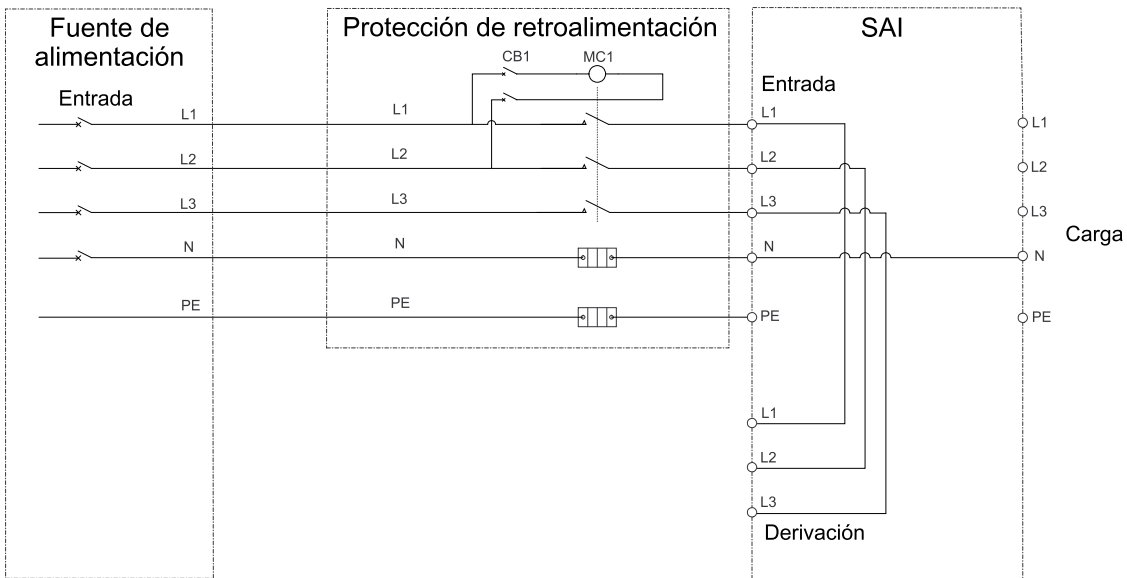 Fuente de
alimentación
Protección de retroalimentación
SAI
CB1
MC1
Entrada
Entrada
L1
L1
L1
L1
L2
L2
L2
L2
L3
L3
L3
L3
Carga
N
N
N
N
PE
PE
PE
PE
L1
L2
L3
Derivación